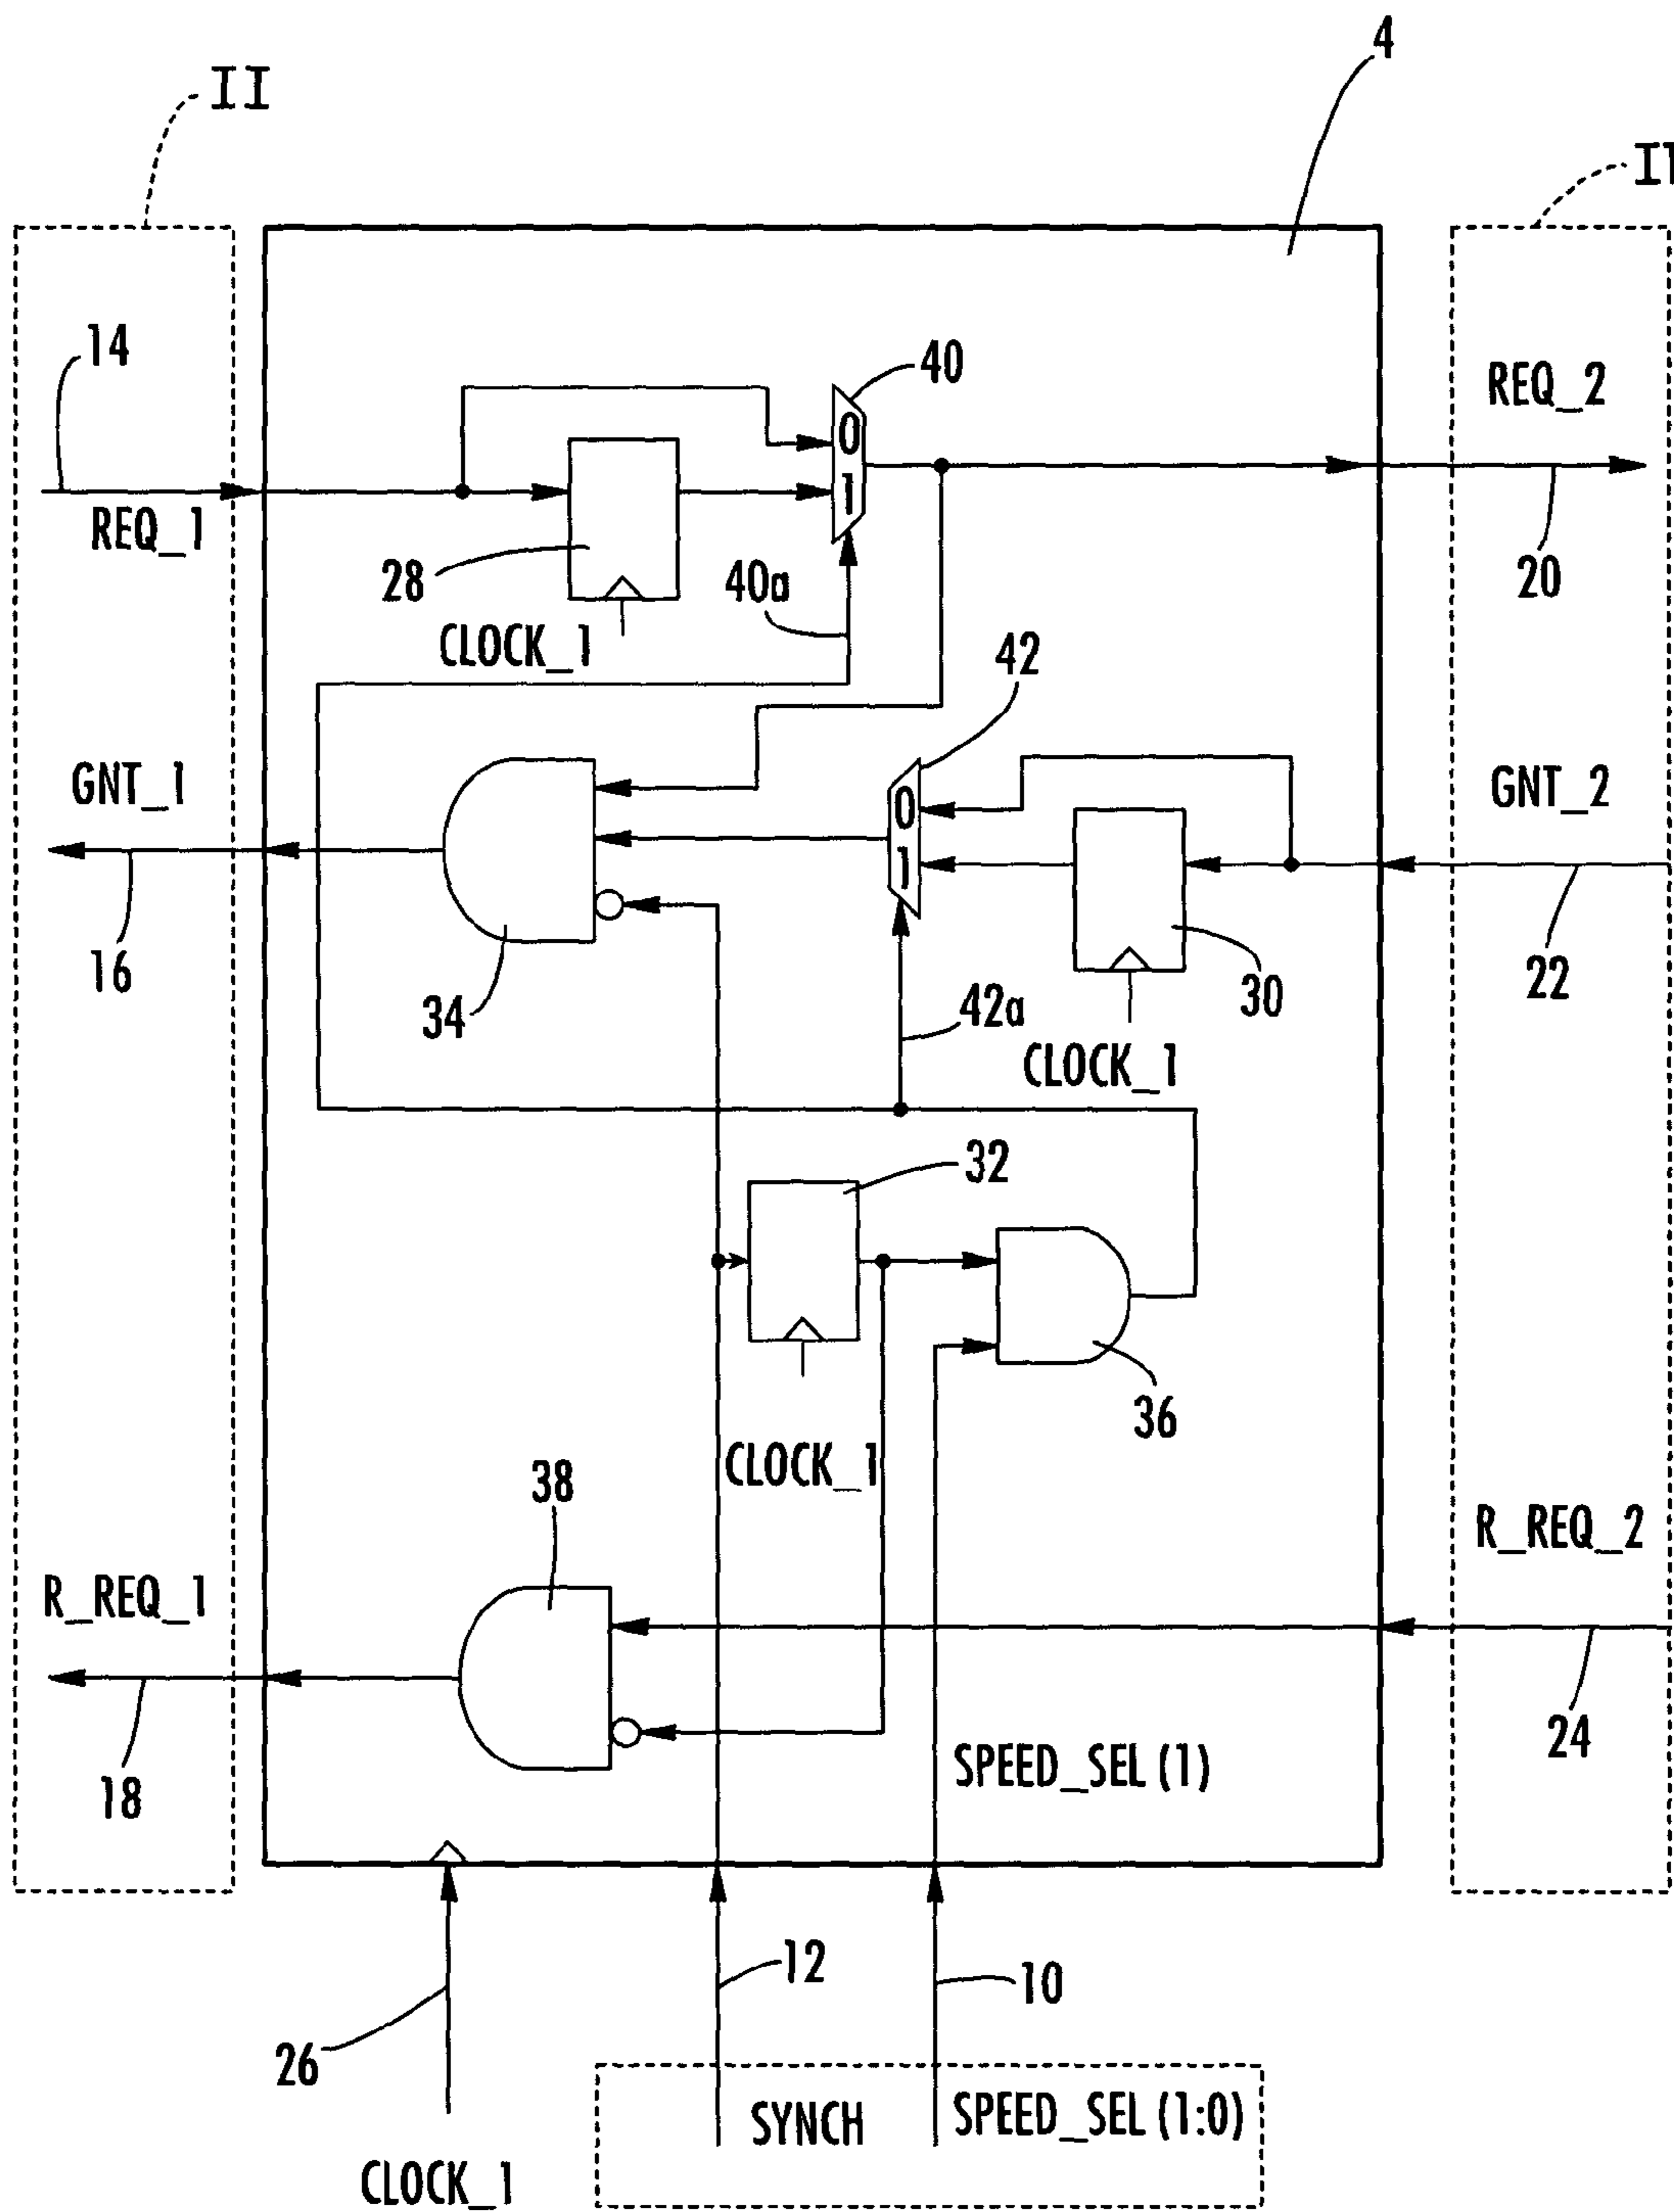 4
II
II
14
40
REQ_2
REQ_1
0
1
28
40a
20
CLOCK_1
42
GNT_1
GNT_2
0
1
16
34
42a
30
22
CLOCK_1
32
36
CLOCK_1
38
R_REQ_2
R_REQ_1
24
SPEED_SEL (1)
18
12
10
26
SYNCH
SPEED_SEL (1:0)
CLOCK_1